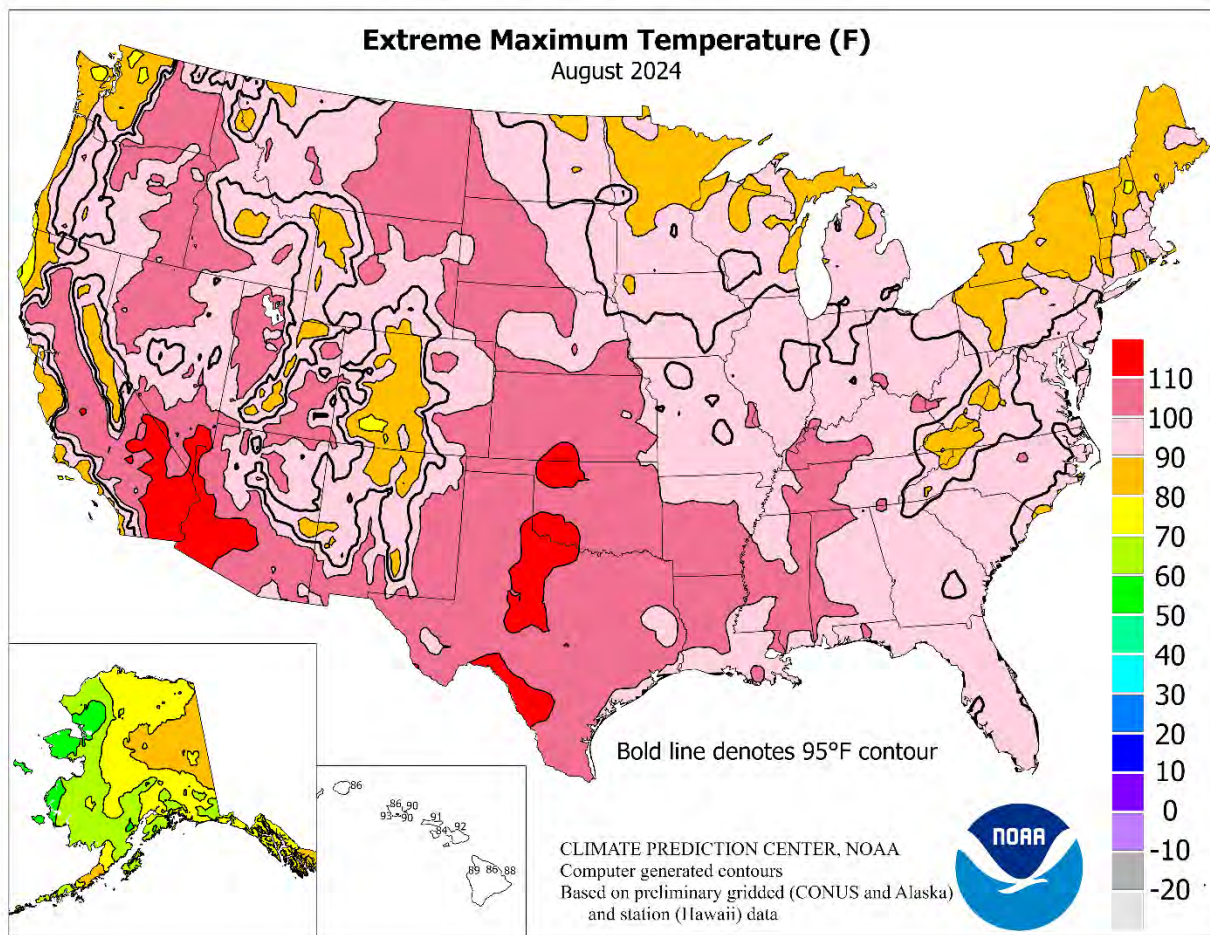 Extreme Maximum Temperature (F)
August 2024
110
100
90
80
70
60
50
40
30
20
10
0
-10
-20
Bold line denotes 95°F contour
86
86 90
93 90
91
84 92
89 86 88
CLIMATE PREDICTION CENTER, NOAA
Computer generated contours
Based on preliminary gridded (CONUS and Alaska)
and station (Hawaii) data
NOAA